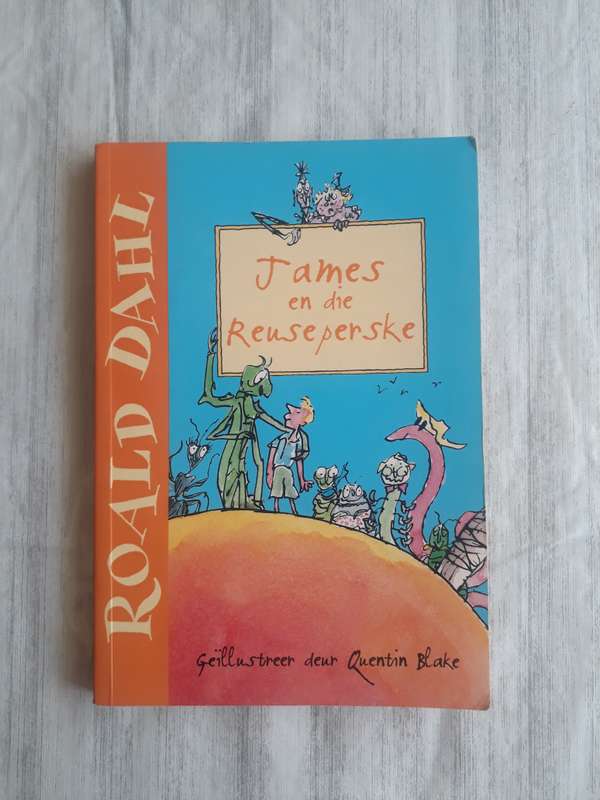 ROALD DAHL
James
en die
Reuseperske
Geïllustreer deur Quentin Blake